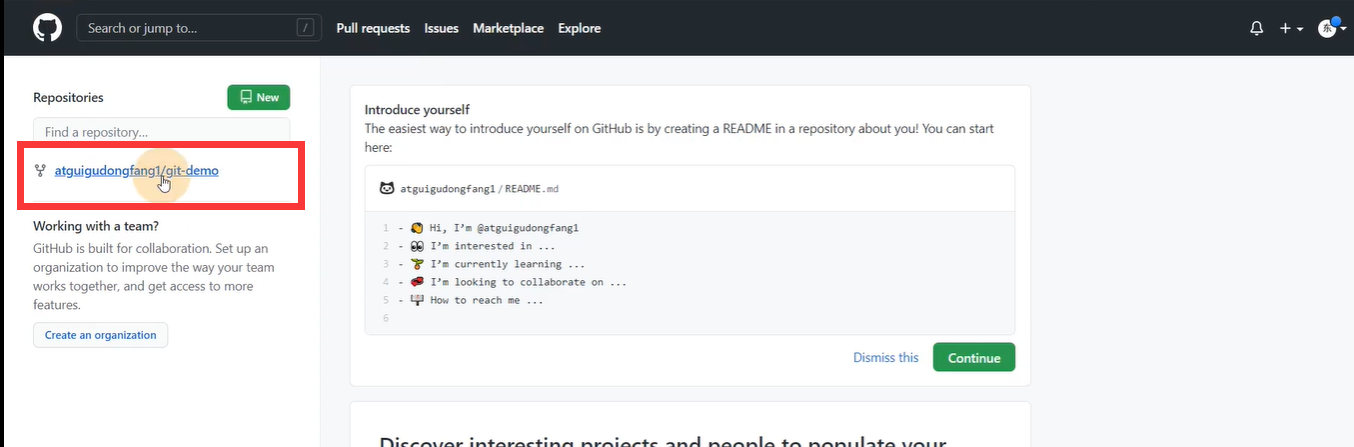 Search or jump to... /
Pull requests
Issues
Marketplace
Explore
东
Repositories
New
Find a repository...
atguigudongfang1/git-demo
Working with a team?
GitHub is built for collaboration. Set up an
organization to improve the way your team
works together, and get access to more
features.
Create an organization
Introduce yourself
The easiest way to introduce yourself on GitHub is by creating a README in a repository about you! You can start
here:
atguigudongfang1/README.md
1 - 👋 Hi, I'm @atguigudongfang1
2 - 👀 I'm interested in ...
3 - 🌱 I'm currently learning ...
4 - 💞️ I'm looking to collaborate on ...
5 - 📫 How to reach me ...
6
Dismiss this
Continue
Discover interesting projects and people to populate your